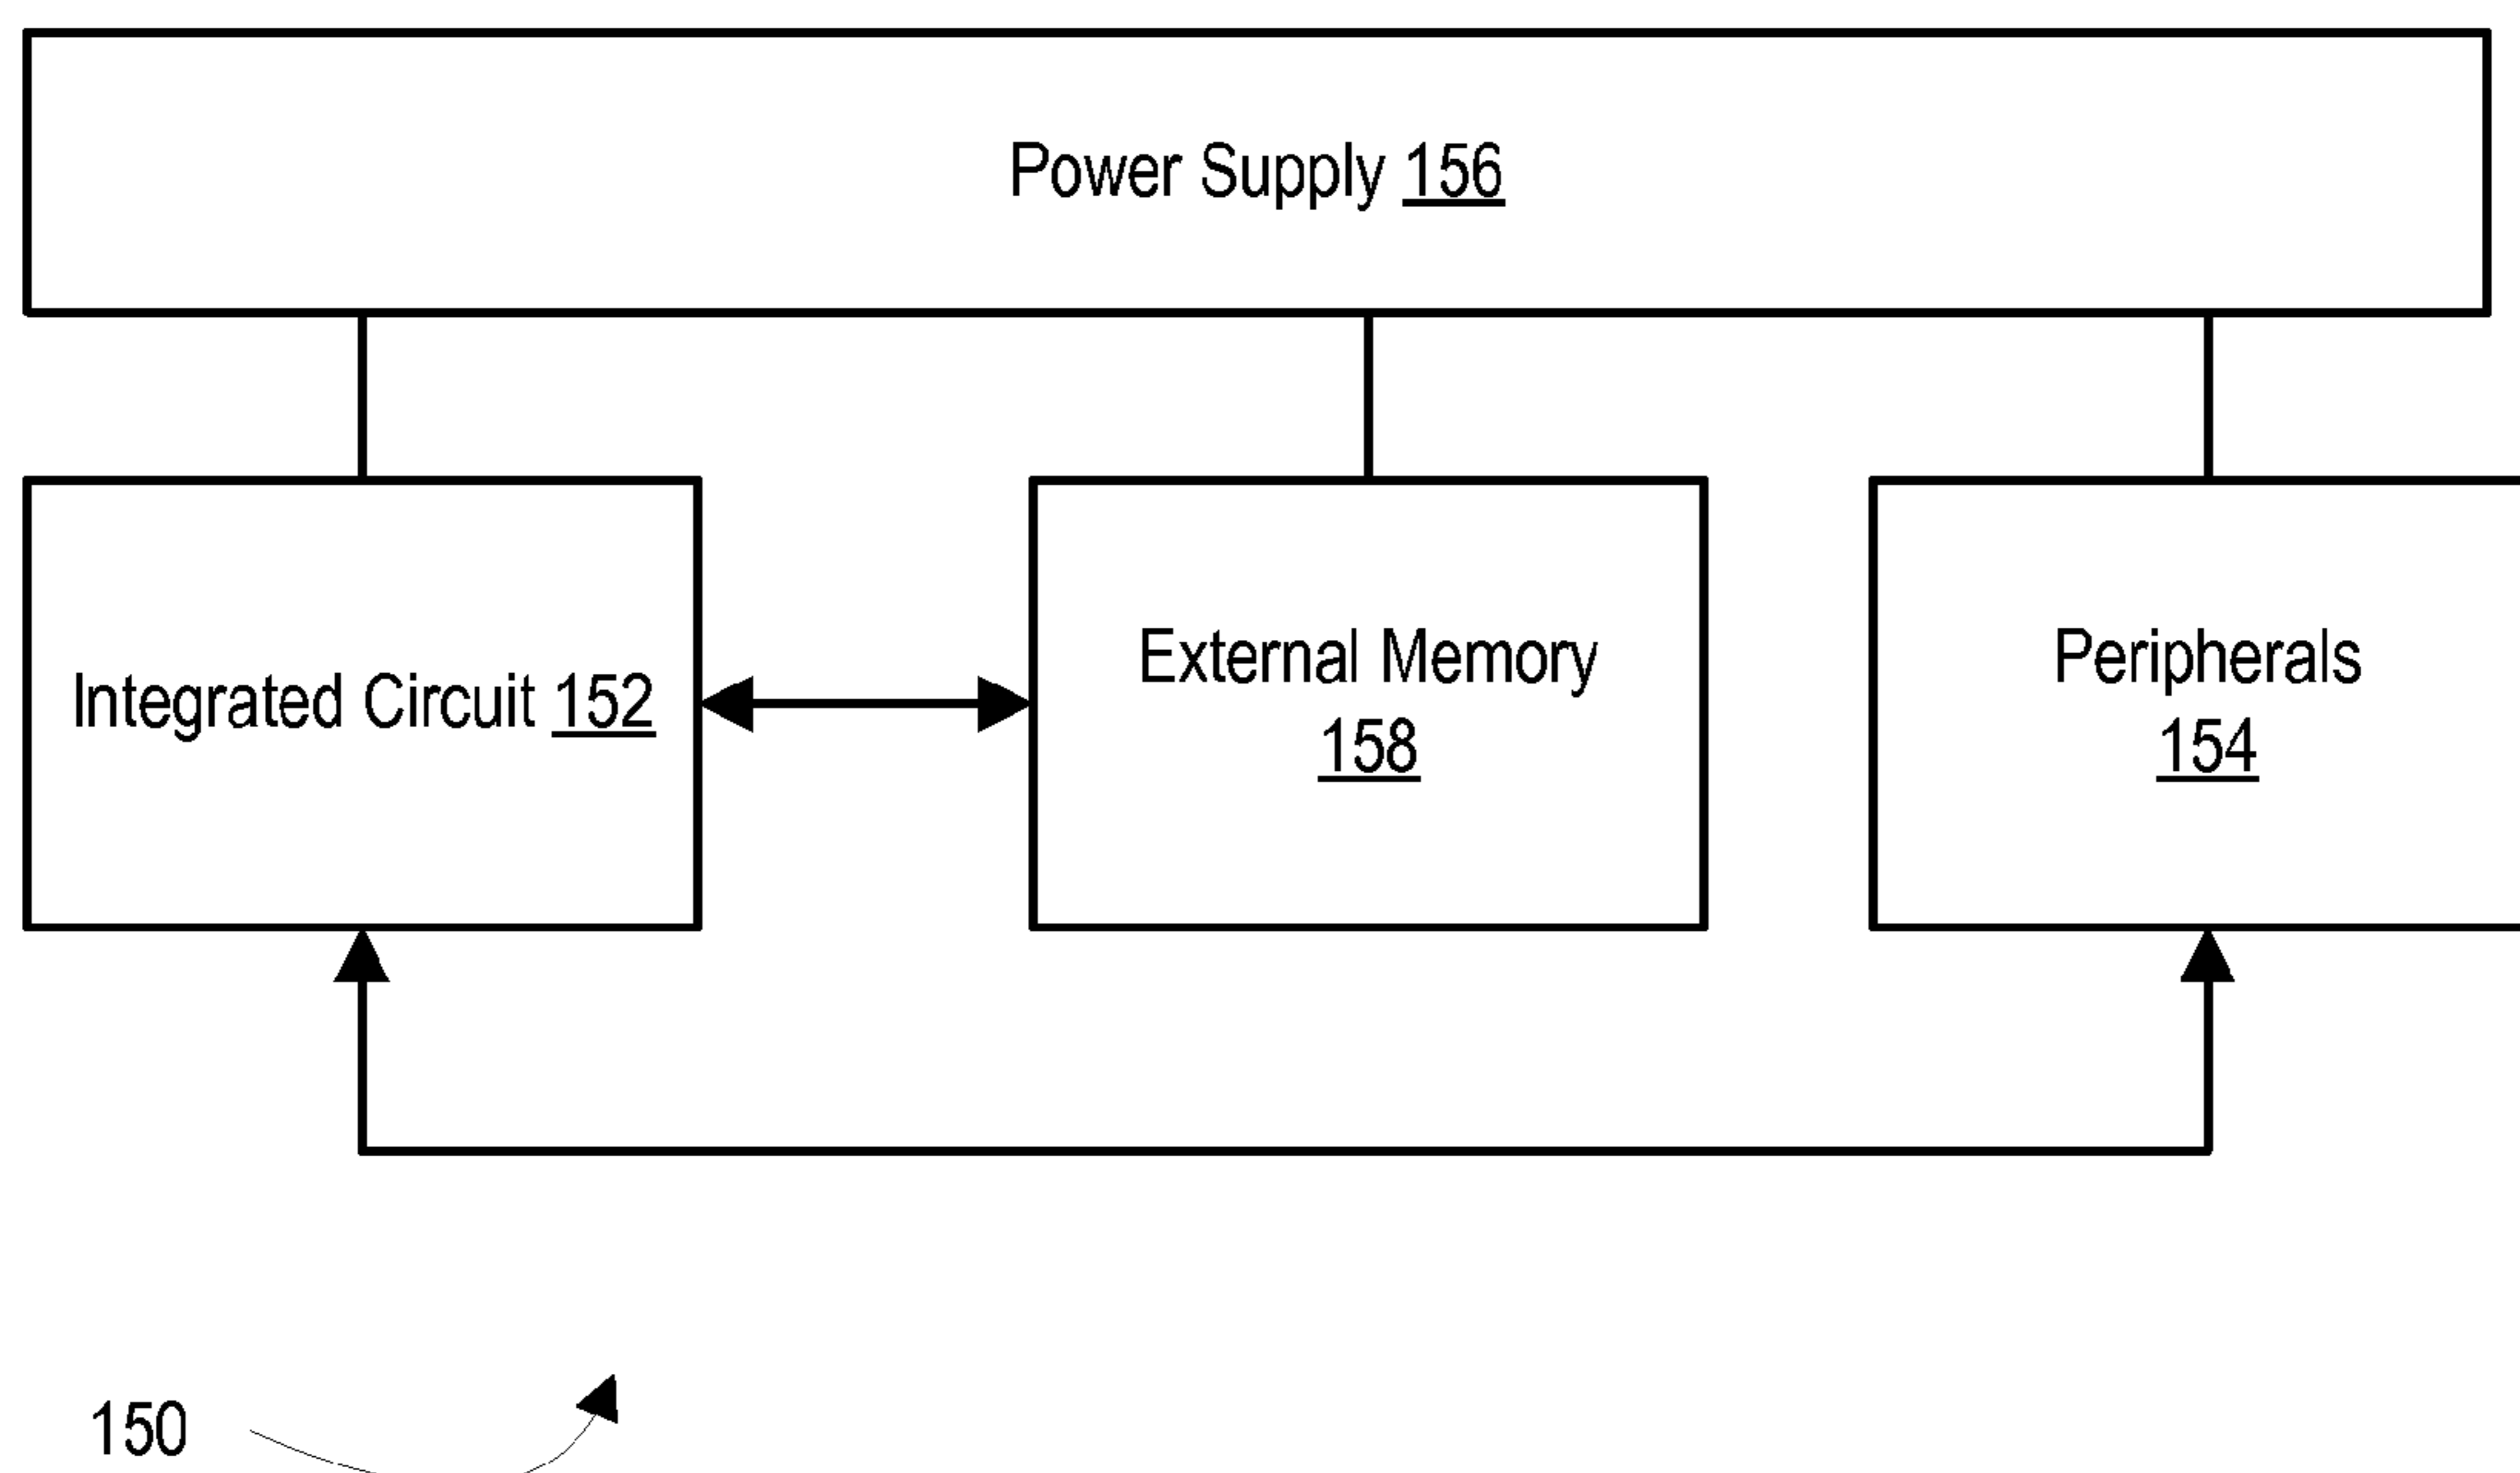 Power Supply 156
Integrated Circuit 152
External Memory
158
Peripherals
154
150